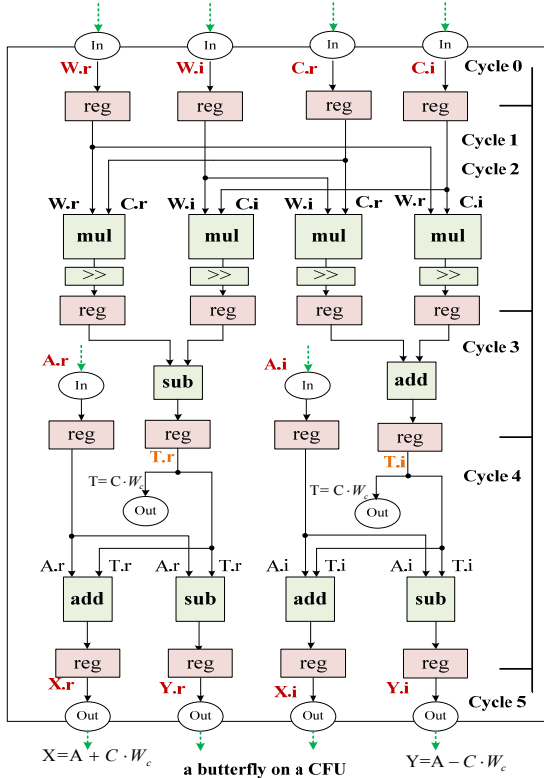 In In In In
W.r W.i C.r C.i Cycle 0
reg reg reg reg
Cycle 1
Cycle 2
W.r C.r W.i C.i W.i C.r W.r C.i
mul mul mul mul
>> >> >> >>
reg reg reg reg
Cycle 3
A.r A.i
In sub In add
reg reg reg reg
T.r T.i
Cycle 4
T= C · W_c T= C · W_c
Out Out
A.r T.r A.r T.r A.i T.i A.i T.i
add sub add sub
reg reg reg reg
X.r Y.r X.i Y.i
Cycle 5
Out Out Out Out
X=A + C · W_c Y=A − C · W_c
a butterfly on a CFU